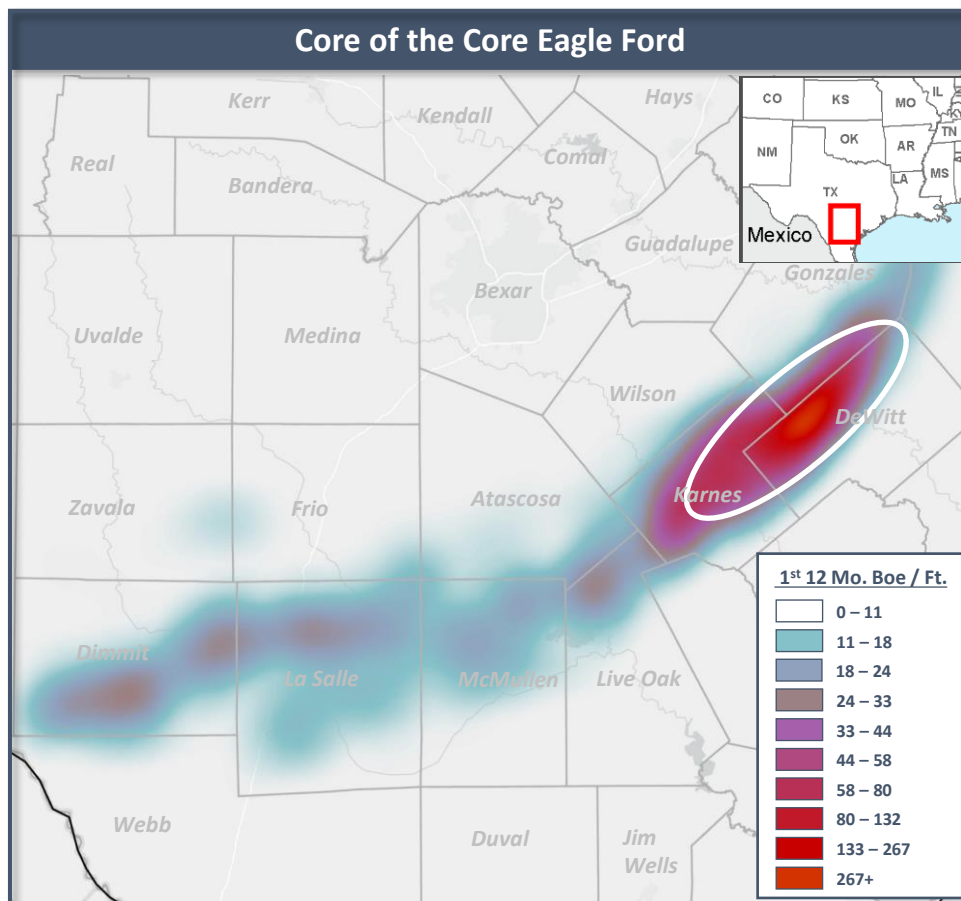 Core of the Core Eagle Ford
Kerr
Kendall
Hays
Real
Bandera
Comal
Guadalupe
Gonzales
Bexar
Uvalde
Medina
Wilson
DeWitt
Zavala
Frio
Atascosa
Karnes
Dimmit
La Salle
McMullen
Live Oak
Webb
Duval
Jim
Wells
CO
KS
MO
IL
NM
OK
AR
TN
TX
LA
MS
Mexico
1st 12 Mo. Boe / Ft.
0 – 11
11 – 18
18 – 24
24 – 33
33 – 44
44 – 58
58 – 80
80 – 132
133 – 267
267+